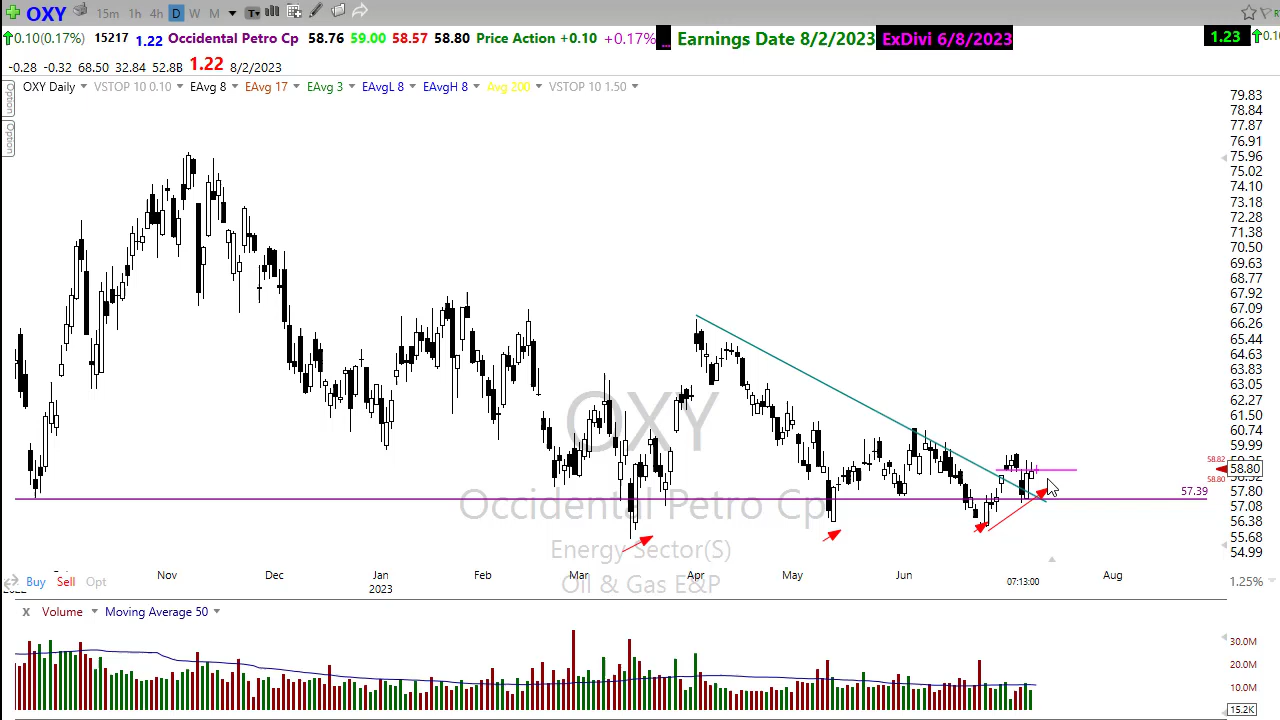 OXY 15m 1h 4h D W M T
0.10(0.17%) 15217 1.22 Occidental Petro Cp 58.76 59.00 58.57 58.80 Price Action +0.10 +0.17% ... Earnings Date 8/2/2023 ExDivi 6/8/2023 1.23
-0.28 -0.32 68.50 32.84 52.8B 1.22 8/2/2023
OXY Daily VSTOP 10 0.10 EAvg 8 EAvg 17 EAvg 3 EAvgL 8 EAvgH 8 Avg 200 VSTOP 10 1.50
Option
Option
79.83
78.84
77.87
76.91
75.96
75.02
74.10
73.18
72.28
71.38
70.50
69.63
68.77
67.92
67.09
66.26
65.44
64.63
63.83
63.05
62.27
61.50
60.74
59.99
58.82
58.80
58.80
57.80
57.39
57.08
56.38
55.68
54.99
OXY
Occidental Petro Cp
Energy Sector(S)
Oil & Gas E&P
Nov Dec Jan Feb Mar Apr May Jun Aug
2023
07:13:00
Buy Sell Opt
1.25%
X Volume Moving Average 50
30.0M
20.0M
10.0M
15.2K